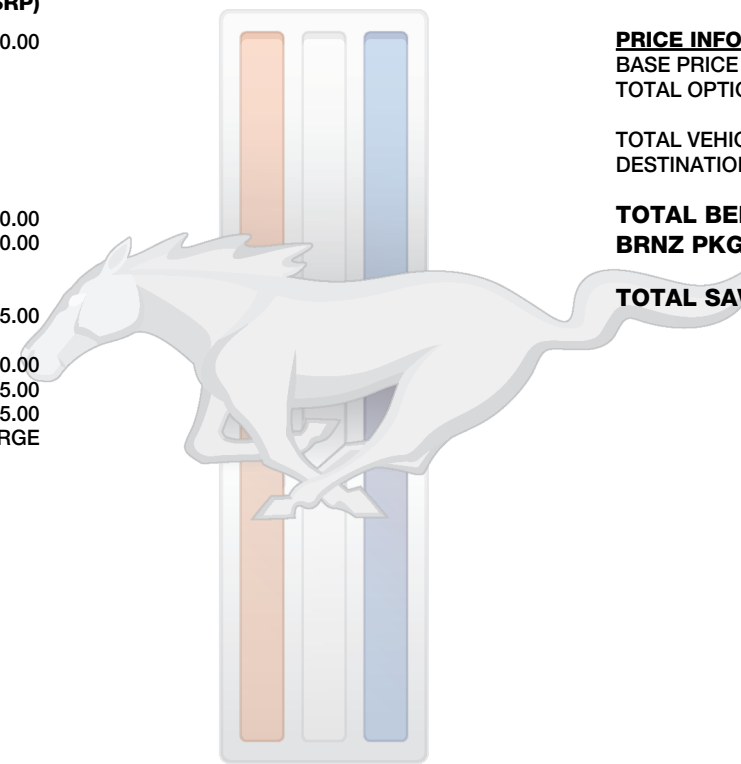 SRP)
0.00
0.00
0.00
5.00
0.00
5.00
5.00
RGE
PRICE INFO
BASE PRICE
TOTAL OPTIO
TOTAL VEHIC
DESTINATION
TOTAL BE
BRNZ PKG
TOTAL SAV